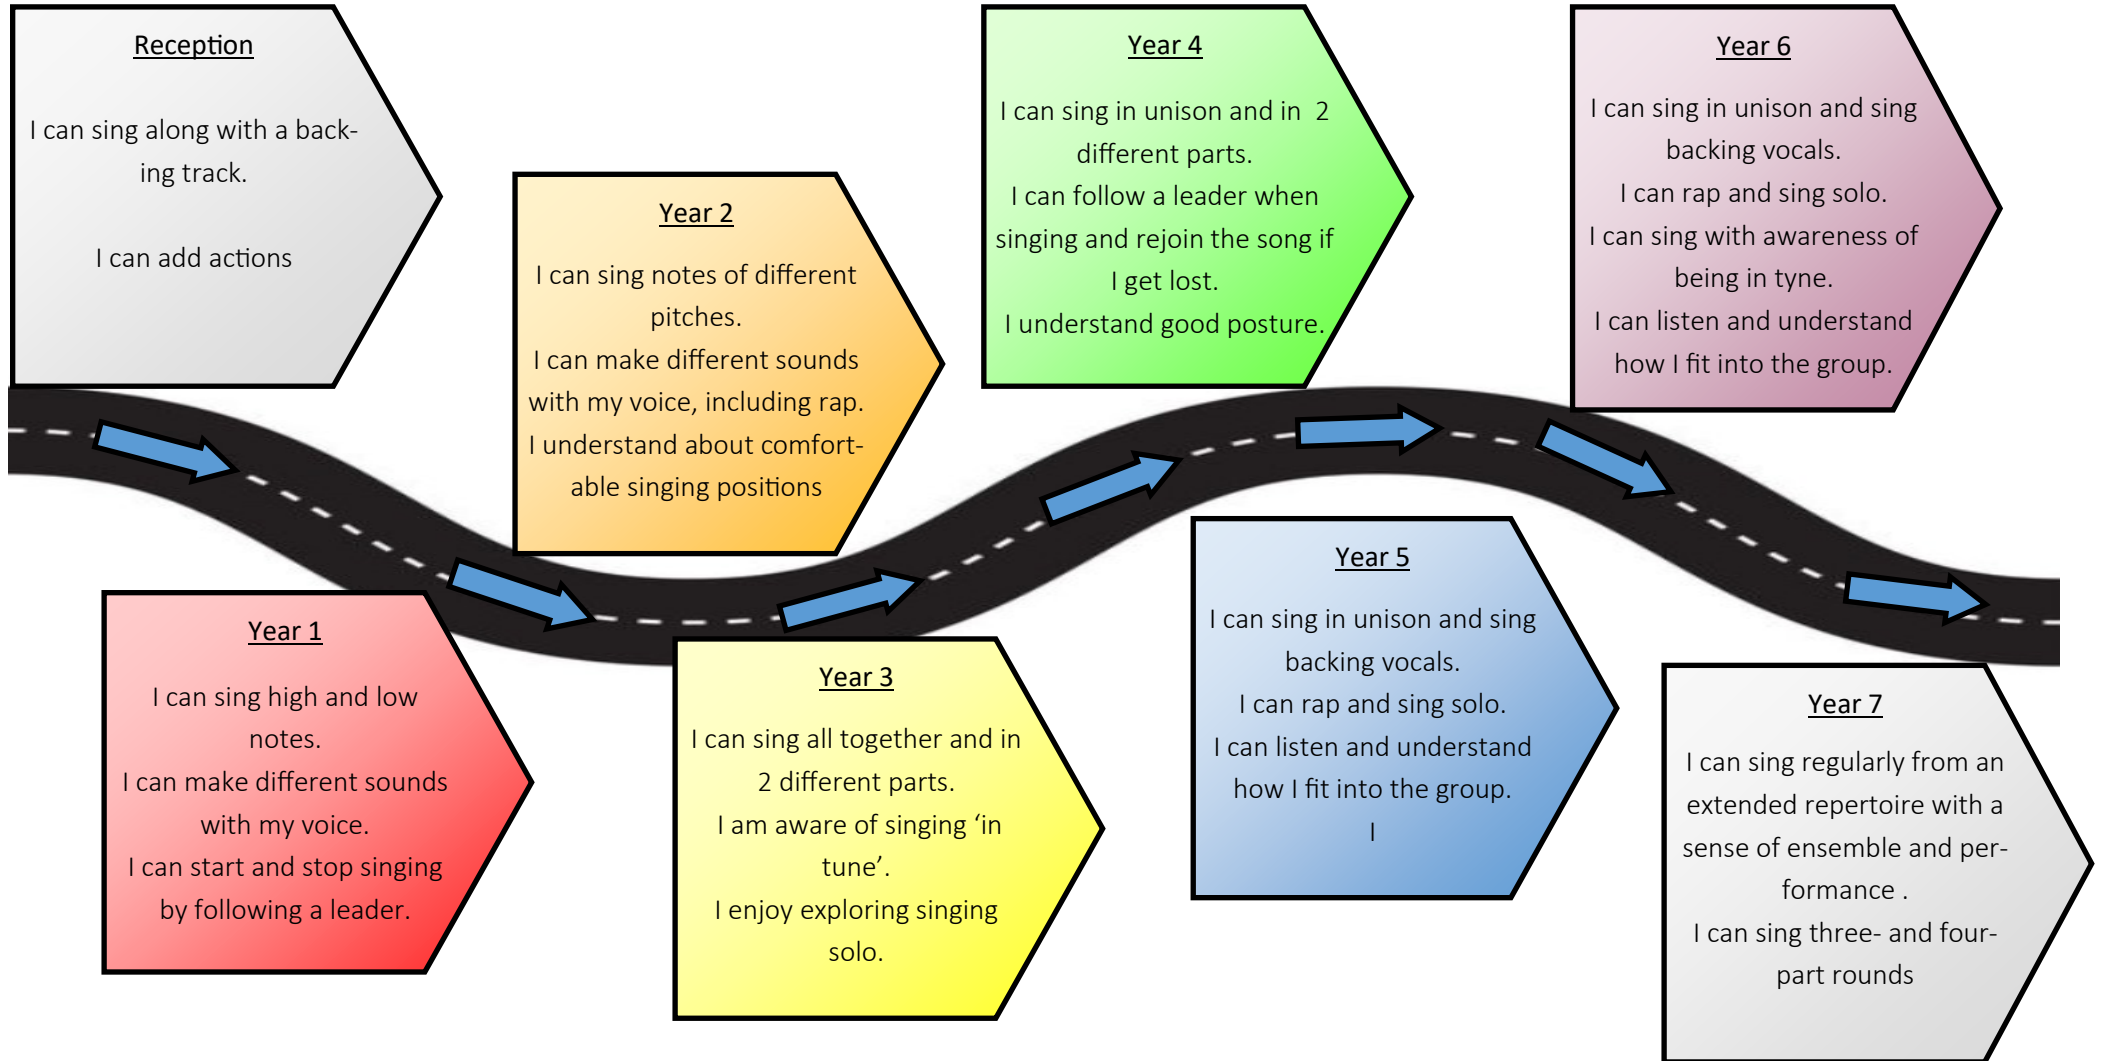 Reception
I can sing along with a back-
ing track.
I can add actions
Year 1
I can sing high and low
notes.
I can make different sounds
with my voice.
I can start and stop singing
by following a leader.
Year 2
I can sing notes of different
pitches.
I can make different sounds
with my voice, including rap.
I understand about comfort-
able singing positions
Year 3
I can sing all together and in
2 different parts.
I am aware of singing ‘in
tune’.
I enjoy exploring singing
solo.
Year 4
I can sing in unison and in  2
different parts.
I can follow a leader when
singing and rejoin the song if
I get lost.
I understand good posture.
Year 5
I can sing in unison and sing
backing vocals.
I can rap and sing solo.
I can listen and understand
how I fit into the group.
I
Year 6
I can sing in unison and sing
backing vocals.
I can rap and sing solo.
I can sing with awareness of
being in tyne.
I can listen and understand
how I fit into the group.
Year 7
I can sing regularly from an
extended repertoire with a
sense of ensemble and per-
formance .
I can sing three- and four-
part rounds